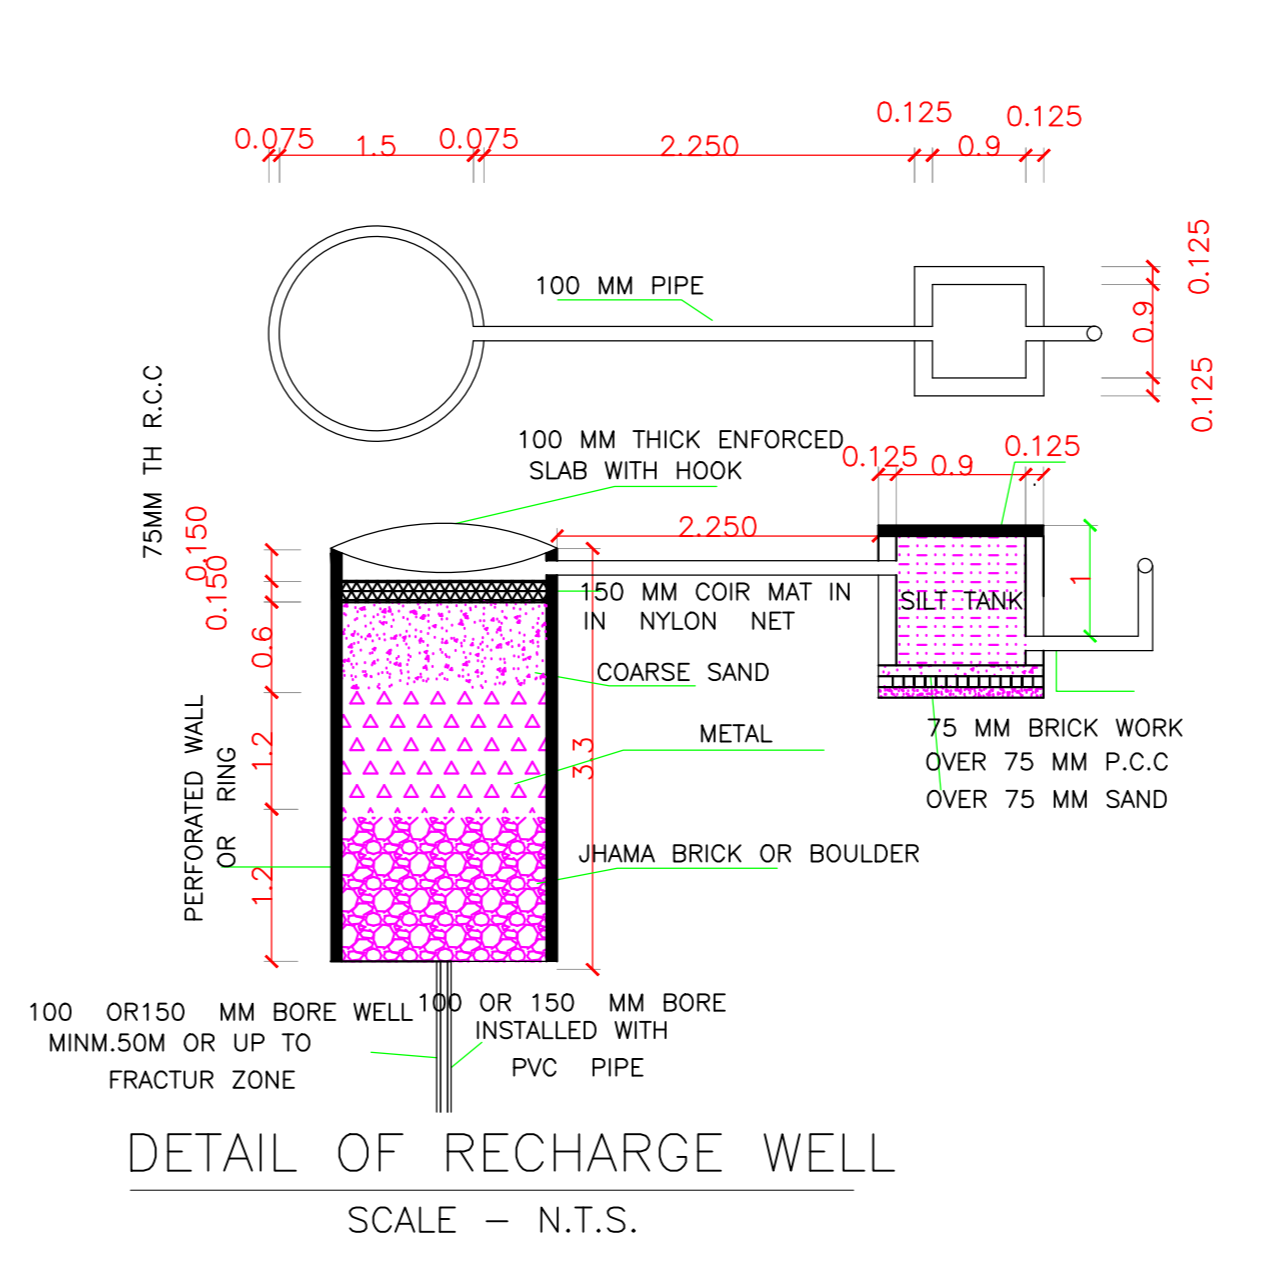 0.075
1.5
0.075
2.250
0.125
0.9
0.125
0.125
0.9
0.125
100 MM PIPE
75MM TH R.C.C
100 MM THICK ENFORCED
SLAB WITH HOOK
0.125
0.9
0.125
2.250
0.150
0.150
0.6
1.2
1.2
3.3
1
150 MM COIR MAT IN
IN NYLON NET
SILT TANK
COARSE SAND
METAL
75 MM BRICK WORK
OVER 75 MM P.C.C
OVER 75 MM SAND
PERFORATED WALL
OR RING
JHAMA BRICK OR BOULDER
100 OR150 MM BORE WELL
MINM.50M OR UP TO
FRACTUR ZONE
100 OR 150 MM BORE
INSTALLED WITH
PVC PIPE
DETAIL OF RECHARGE WELL
SCALE - N.T.S.